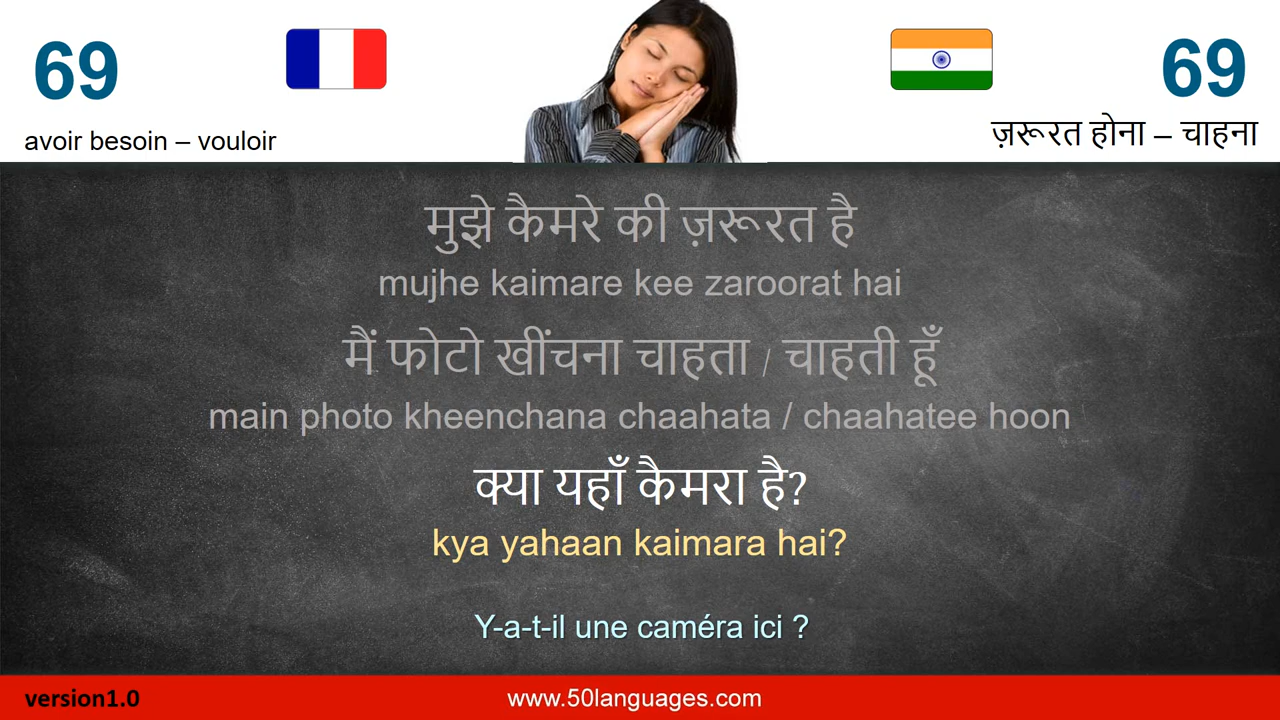 69
69
avoir besoin – vouloir
ज़रूरत होना – चाहना
मुझे कैमरे की ज़रूरत है
mujhe kaimare kee zaroorat hai
मैं फोटो खींचना चाहता / चाहती हूँ
main photo kheenchana chaahata / chaahatee hoon
क्या यहाँ कैमरा है?
kya yahaan kaimara hai?
Y-a-t-il une caméra ici ?
version1.0
www.50languages.com